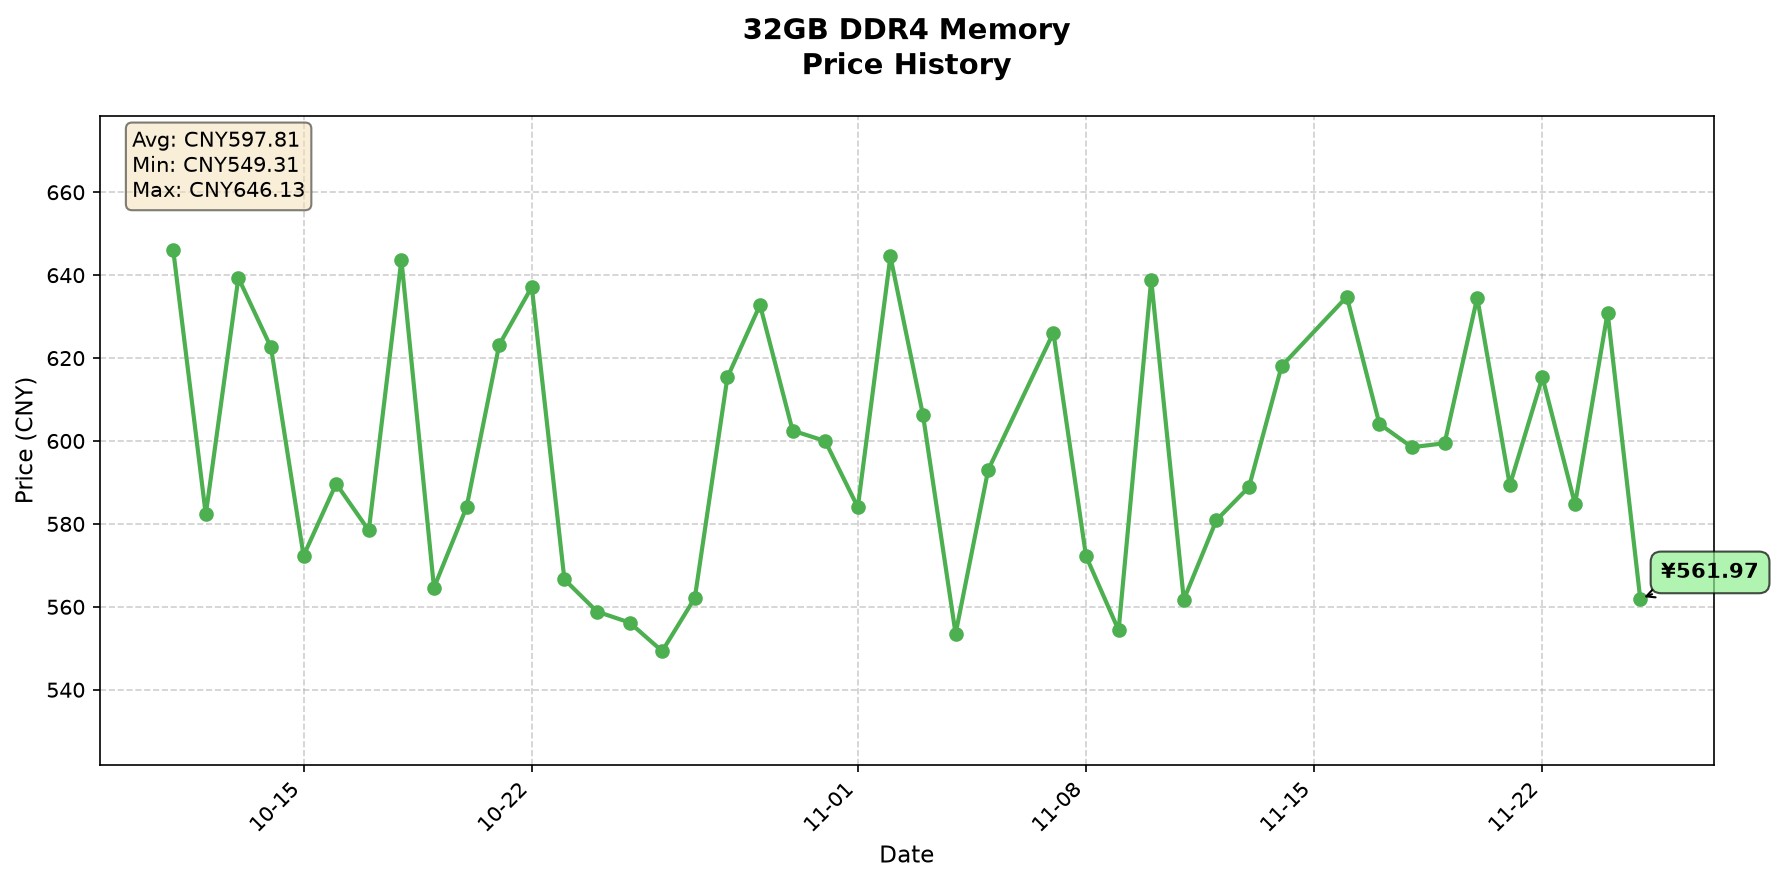 32GB DDR4 Memory
Price History
Avg: CNY597.81
Min: CNY549.31
Max: CNY646.13
660
640
620
600
580
560
540
Price (CNY)
¥561.97
10-15
10-22
11-01
11-08
11-15
11-22
Date